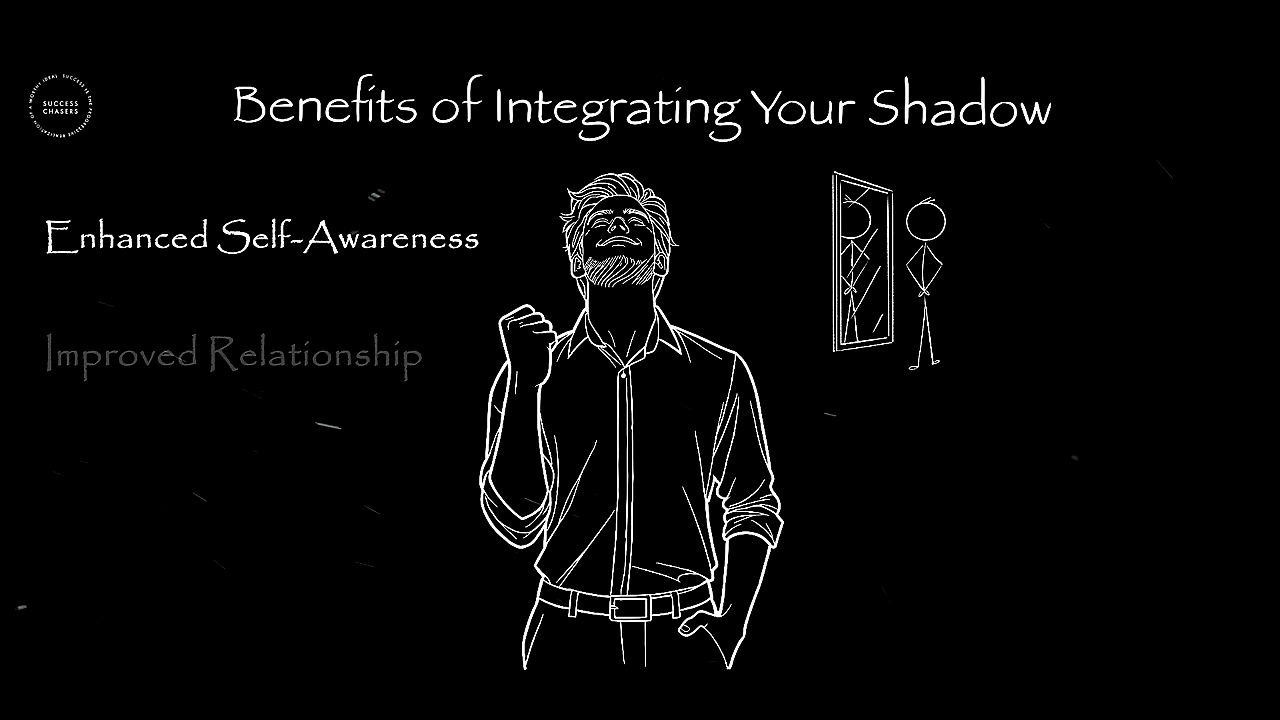 Benefits of Integrating Your Shadow
SUCCESS
CHASERS
Enhanced Self-Awareness
Improved Relationship